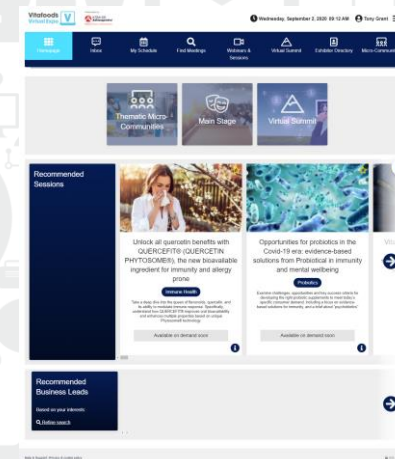 Vitafoods
Virtual Expo
Wednesday, September 2, 2020 09:13 AM
Tony Grant
Homepage
Inbox
My Schedule
Find Meetings
Webinars &
Sessions
Virtual Summit
Exhibitor Directory
Micro-Communi
Thematic Micro-
Communities
Main Stage
Virtual Summit
Recommended
Sessions
Unlock all quercetin benefits with
QUERCEFIT® (QUERCETIN
PHYTOSOME®), the new bioavailable
ingredient for immunity and allergy
prone
Immune Health
Available on demand soon
Opportunities for probiotics in the
Covid-19 era: evidence-based
solutions from Probiotical in immunity
and mental wellbeing
Probiotics
Available on demand soon
Vita
Recommended
Business Leads
Based on your interests
Refine search